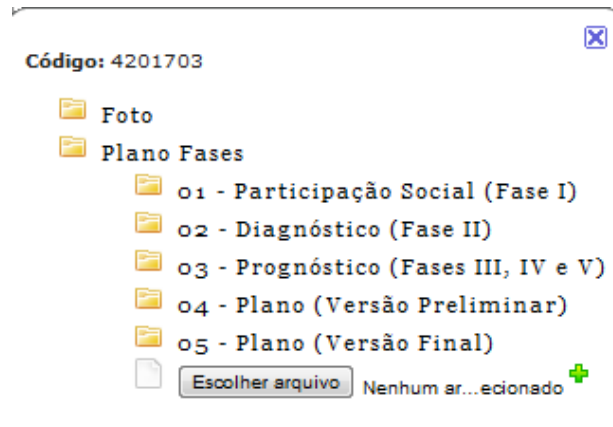 Código: 4201703
Foto
Plano Fases
01 - Participação Social (Fase I)
02 - Diagnóstico (Fase II)
03 - Prognóstico (Fases III, IV e V)
04 - Plano (Versão Preliminar)
05 - Plano (Versão Final)
Escolher arquivo Nenhum ar...ecionado